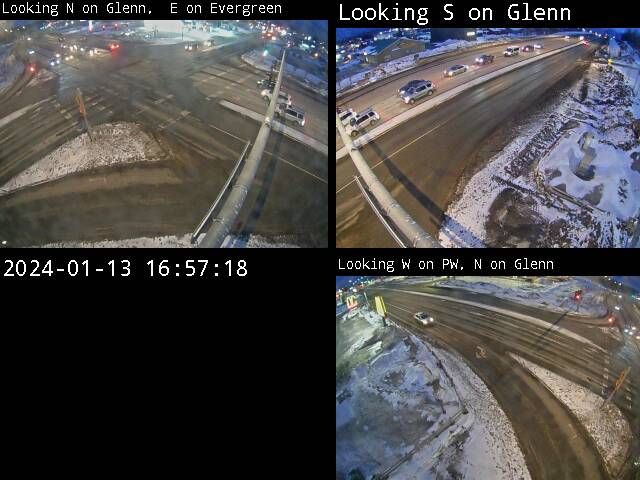 Looking N on Glenn,  E on Evergreen
Looking S on Glenn
2024-01-13 16:57:18
Looking W on PW, N on Glenn